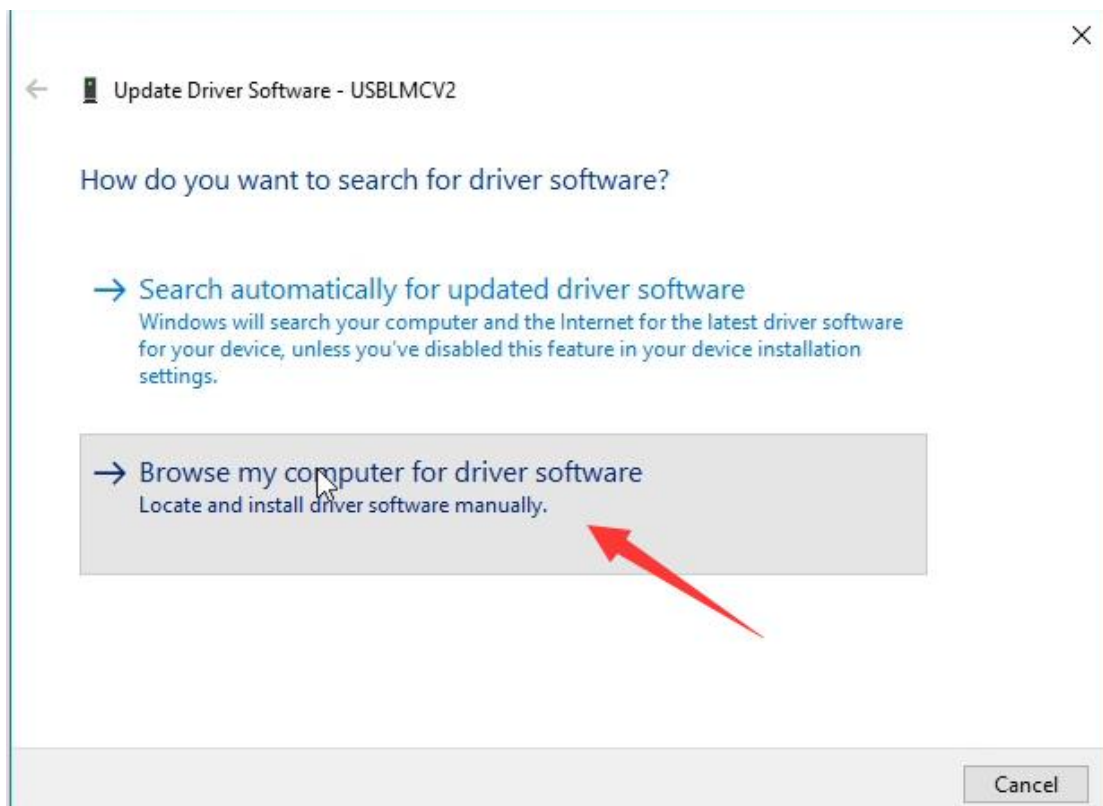 Update Driver Software - USBLMCV2
How do you want to search for driver software?
Search automatically for updated driver software
Windows will search your computer and the Internet for the latest driver software
for your device, unless you've disabled this feature in your device installation
settings.
Browse my computer for driver software
Locate and install driver software manually.
Cancel